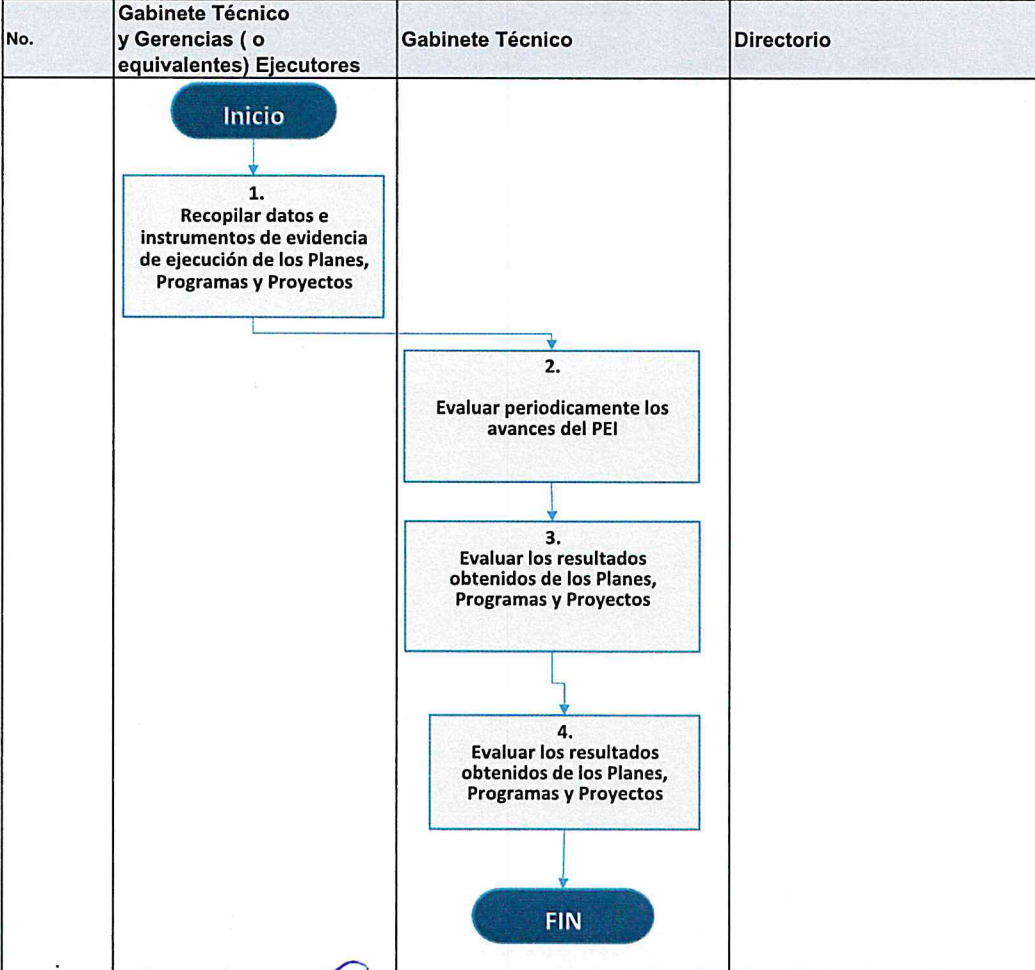 No.
Gabinete Técnico
y Gerencias ( o
equivalentes) Ejecutores
Gabinete Técnico
Directorio
Inicio
1.
Recopilar datos e
instrumentos de evidencia
de ejecución de los Planes,
Programas y Proyectos
2.
Evaluar periodicamente los
avances del PEI
3.
Evaluar los resultados
obtenidos de los Planes,
Programas y Proyectos
4.
Evaluar los resultados
obtenidos de los Planes,
Programas y Proyectos
FIN